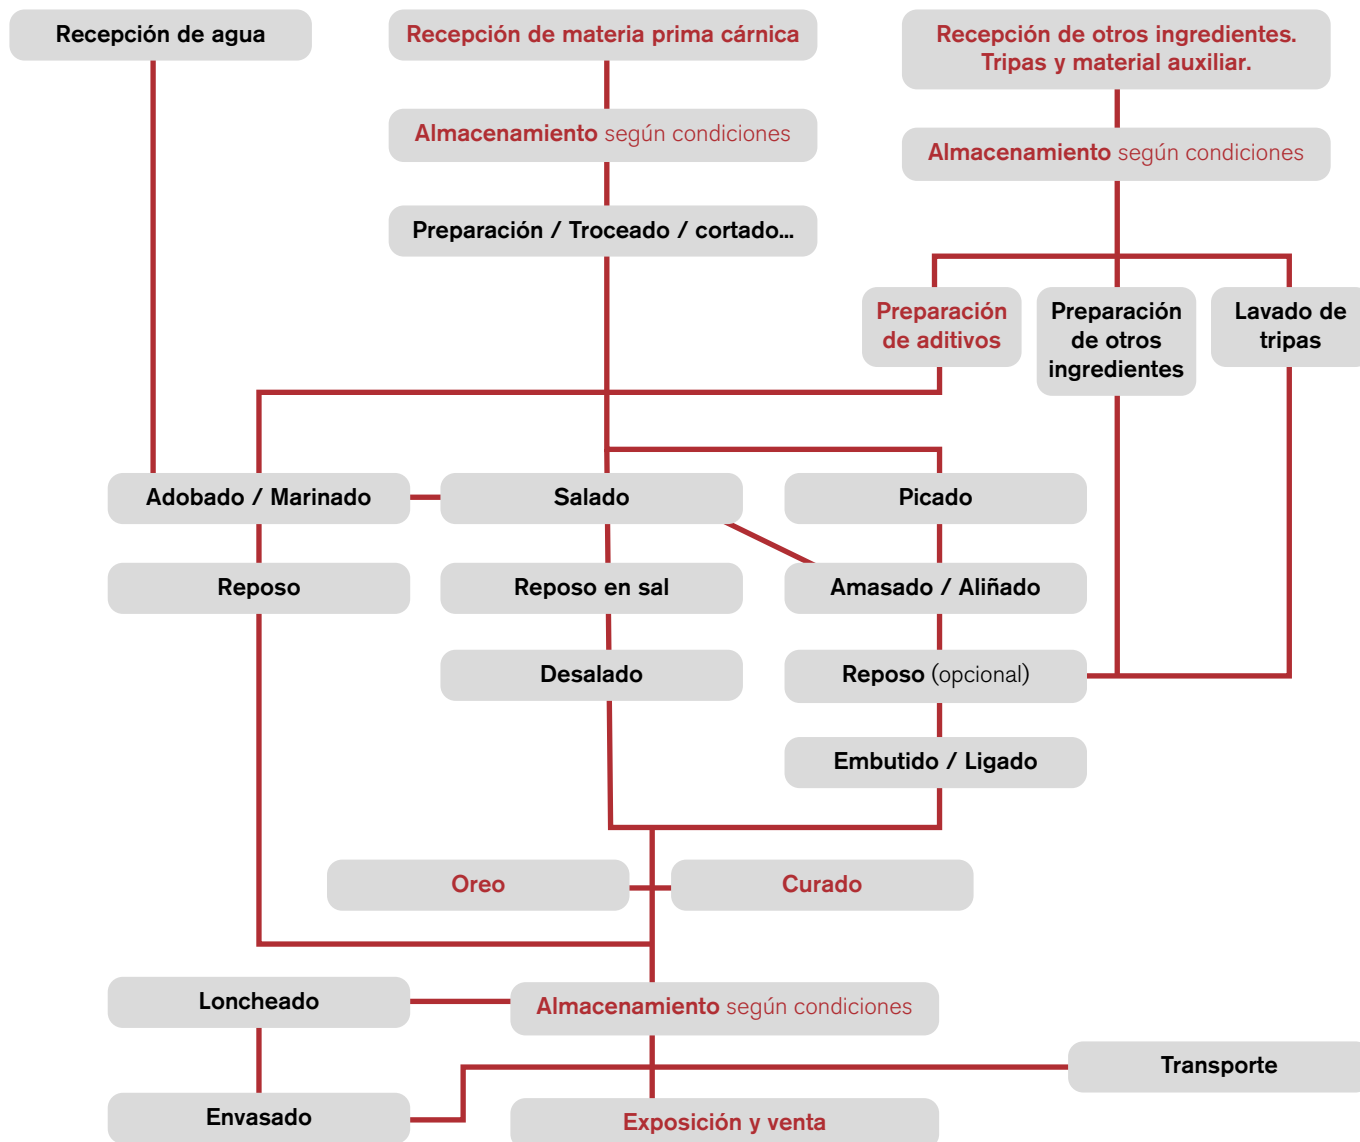 Recepción de agua
Recepción de materia prima cárnica
Recepción de otros ingredientes.
Tripas y material auxiliar.
Almacenamiento según condiciones
Almacenamiento según condiciones
Preparación / Troceado / cortado...
Preparación
de aditivos
Preparación
de otros
ingredientes
Lavado de
tripas
Adobado / Marinado
Salado
Picado
Reposo
Reposo en sal
Amasado / Aliñado
Desalado
Reposo (opcional)
Embutido / Ligado
Oreo
Curado
Loncheado
Almacenamiento según condiciones
Transporte
Envasado
Exposición y venta